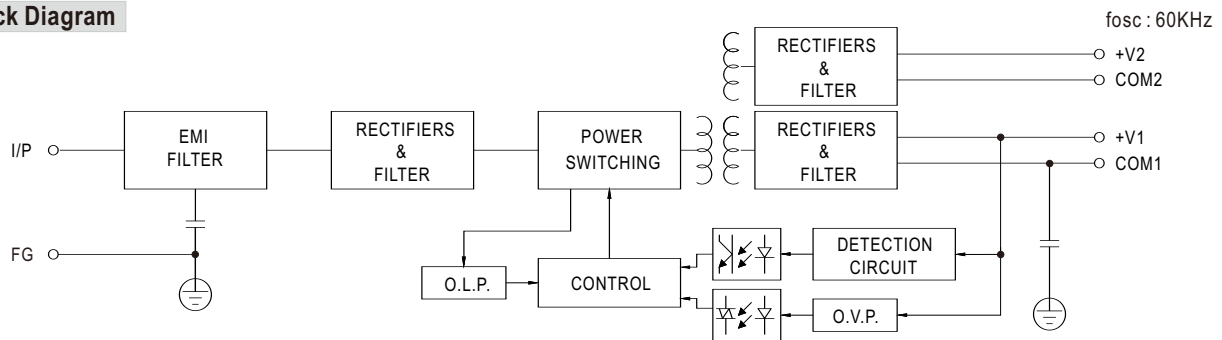 ck Diagram
fosc : 60KHz
RECTIFIERS
&
FILTER
+V2
COM2
I/P
EMI
FILTER
RECTIFIERS
&
FILTER
POWER
SWITCHING
RECTIFIERS
&
FILTER
+V1
COM1
FG
O.L.P.
CONTROL
DETECTION
CIRCUIT
O.V.P.